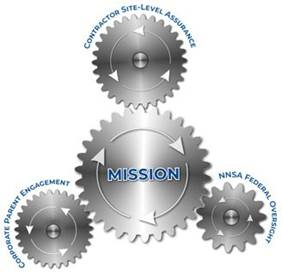 CONTRACTOR SITE-LEVEL ASSURANCE
MISSION
CORPORATE PARENT ENGAGEMENT
NNSA FEDERAL OVERSIGHT